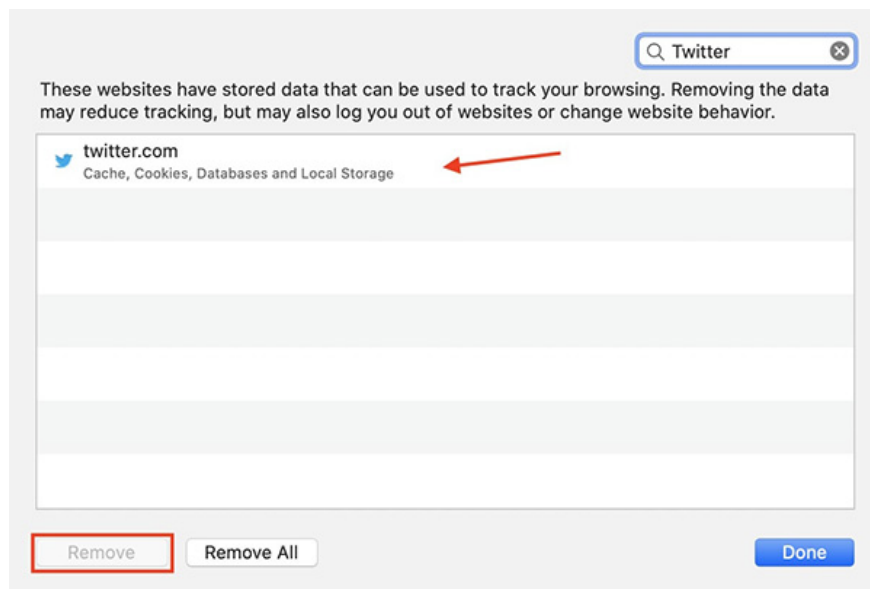 Twitter
These websites have stored data that can be used to track your browsing. Removing the data
may reduce tracking, but may also log you out of websites or change website behavior.
twitter.com
Cache, Cookies, Databases and Local Storage
Remove
Remove All
Done